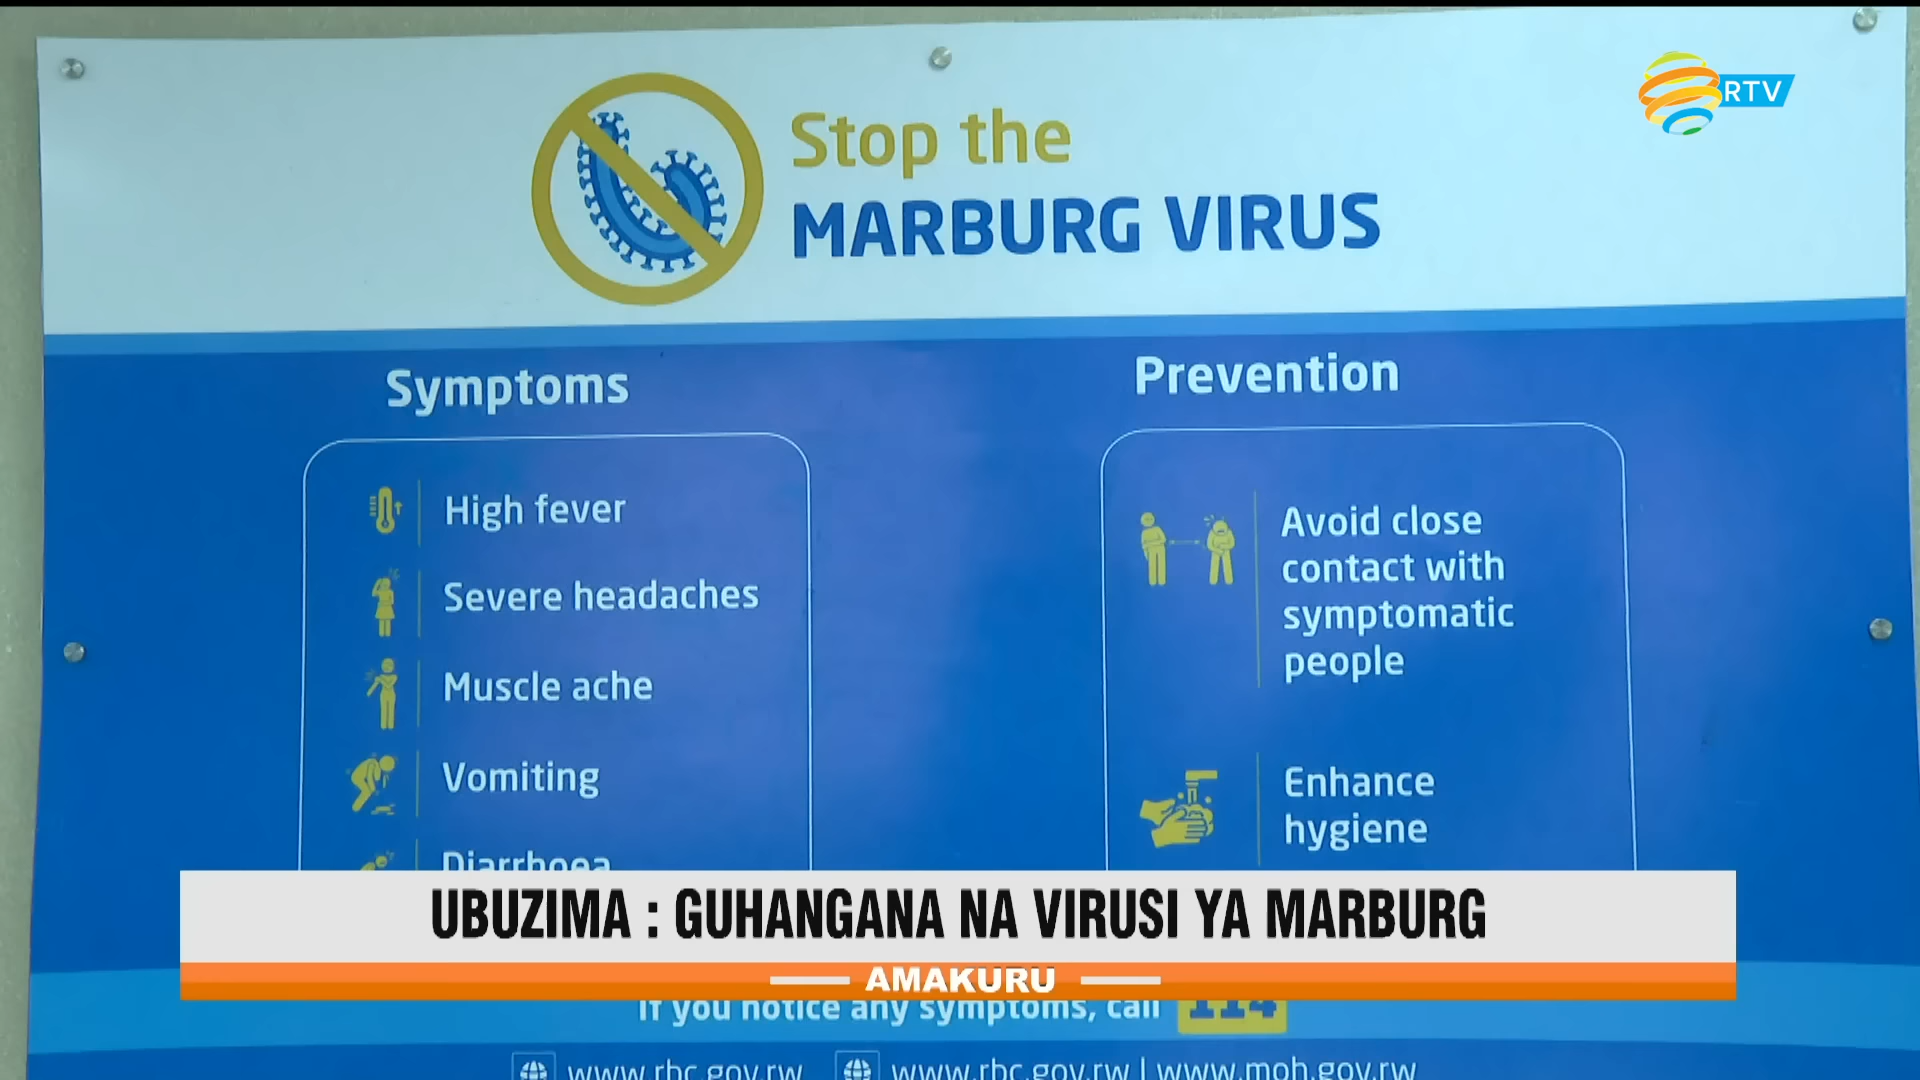 RTV
Stop the
MARBURG VIRUS
Symptoms
High fever
Severe headaches
Muscle ache
Vomiting
Diarrhoea
Prevention
Avoid close
contact with
symptomatic
people
Enhance
hygiene
UBUZIMA : GUHANGANA NA VIRUSI YA MARBURG
AMAKURU
If you notice any symptoms, call 114
www.rbc.gov.rw
www.rbc.gov.rw | www.moh.gov.rw